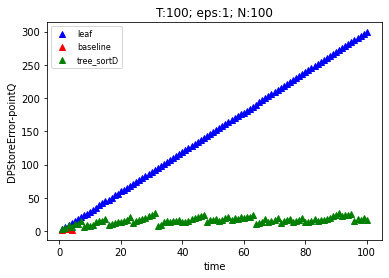 T:100; eps:1; N:100
leaf
baseline
tree_sortD
DPStoreError-pointQ
300
250
200
150
100
50
0
0 20 40 60 80 100
time